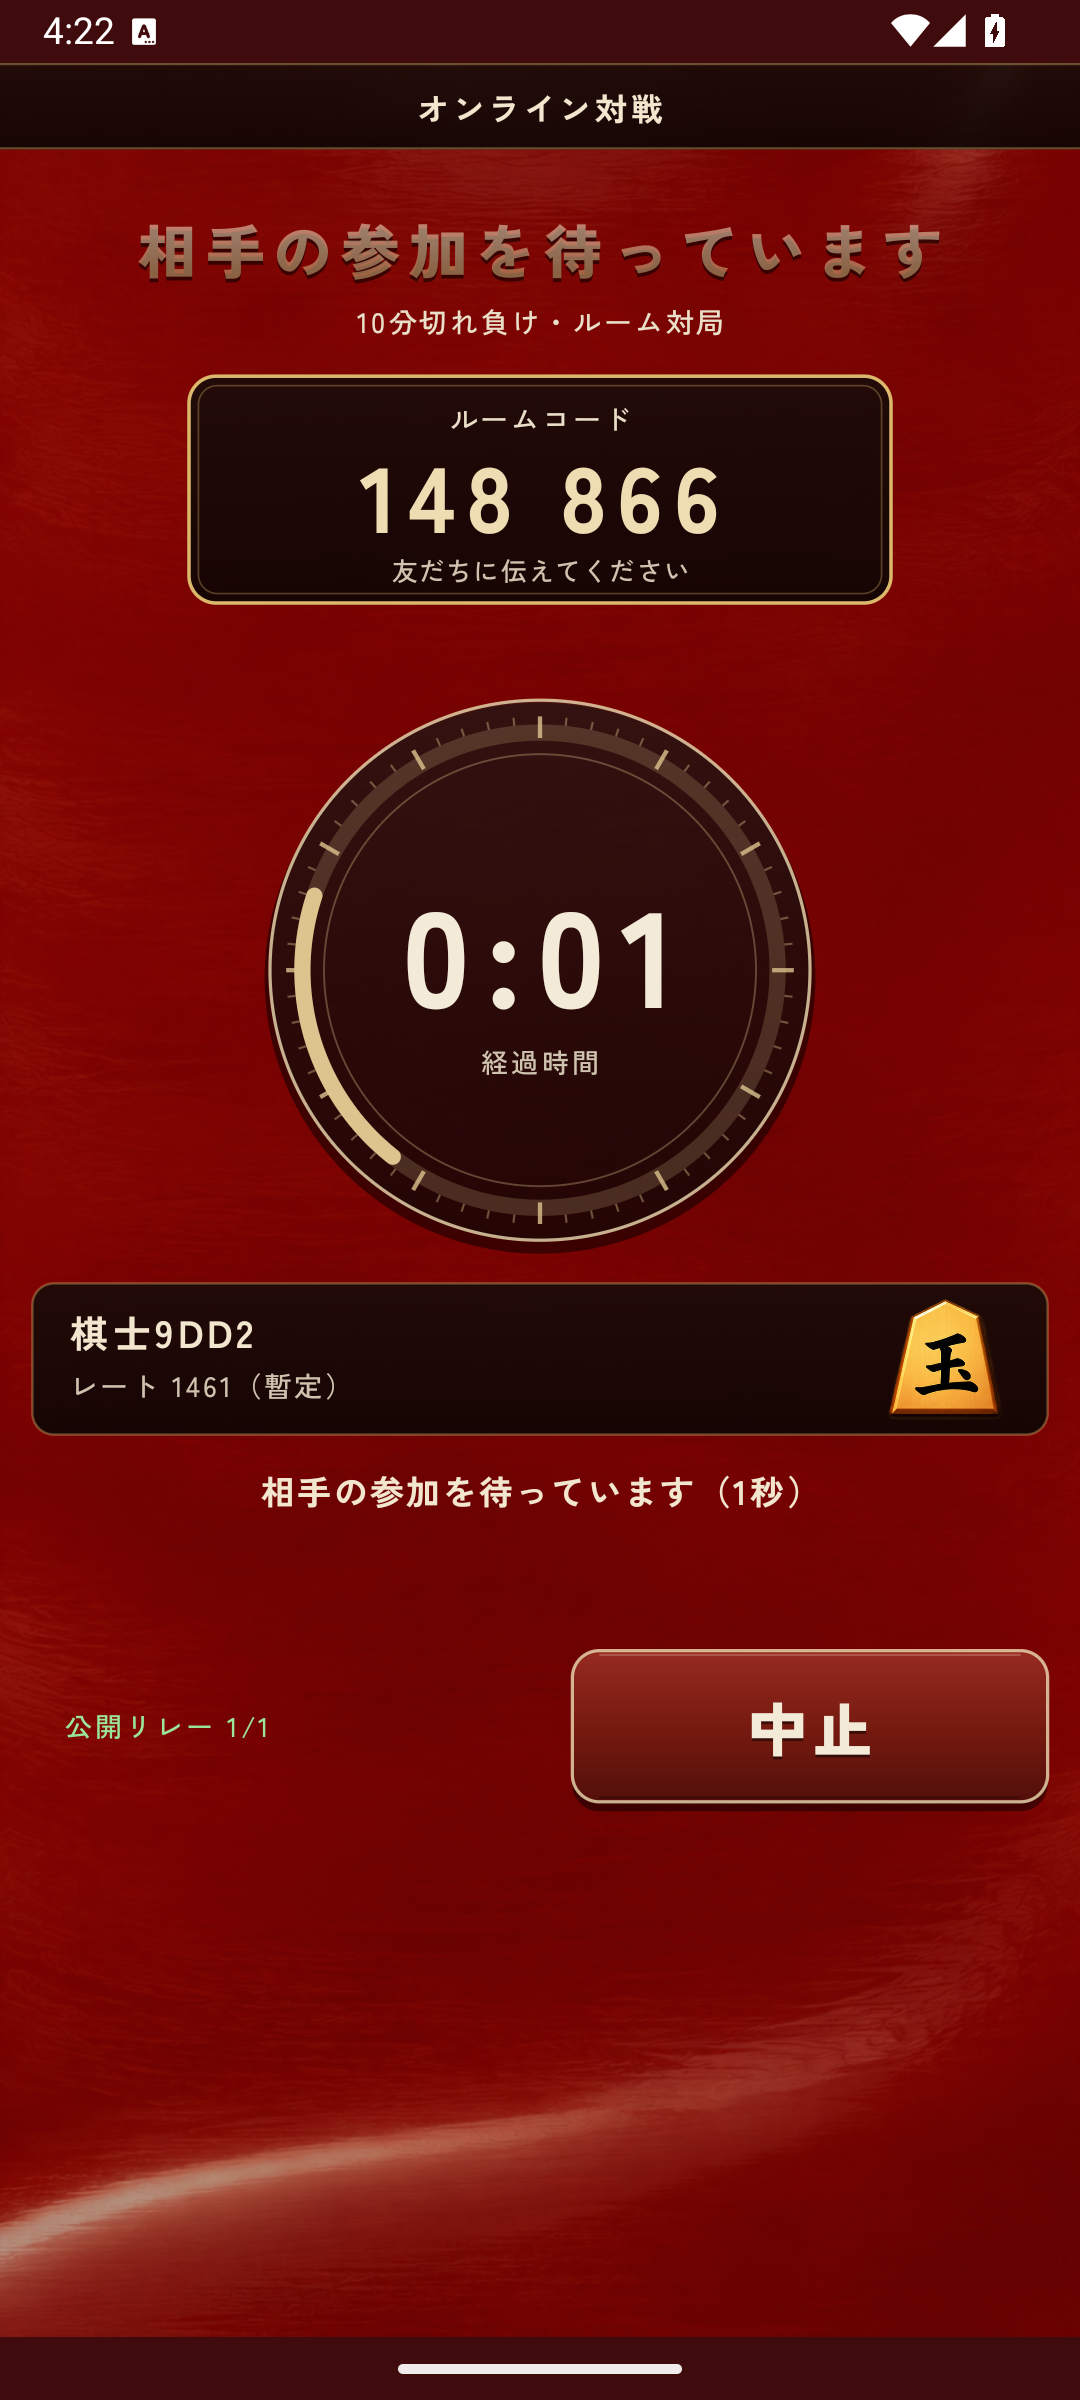 4:22
オンライン対戦
相手の参加を待っています
10分切れ負け・ルーム対局
ルームコード
148 866
友だちに伝えてください
0:01
経過時間
棋士9DD2
レート 1461（暫定）
玉
相手の参加を待っています（1秒）
公開リレー 1/1
中止